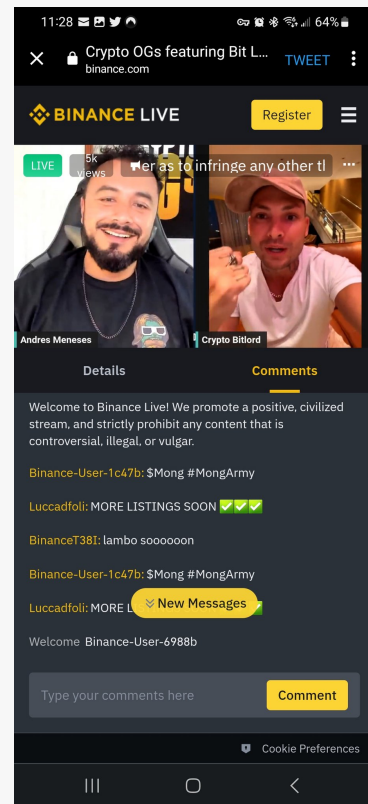 11:28
64%
Crypto OGs featuring Bit L...
binance.com
TWEET
BINANCE LIVE
Register
LIVE
5k views
er as to infringe any other tl
Andres Meneses
Crypto Bitlord
Details
Comments
Welcome to Binance Live! We promote a positive, civilized
stream, and strictly prohibit any content that is
controversial, illegal, or vulgar.
Binance-User-1c47b: $Mong #MongArmy
Luccadfoli: MORE LISTINGS SOON ✅✅✅
BinanceT38I: lambo soooooon
Binance-User-1c47b: $Mong #MongArmy
Luccadfoli: MORE L
New Messages
Welcome Binance-User-6988b
Type your comments here
Comment
Cookie Preferences